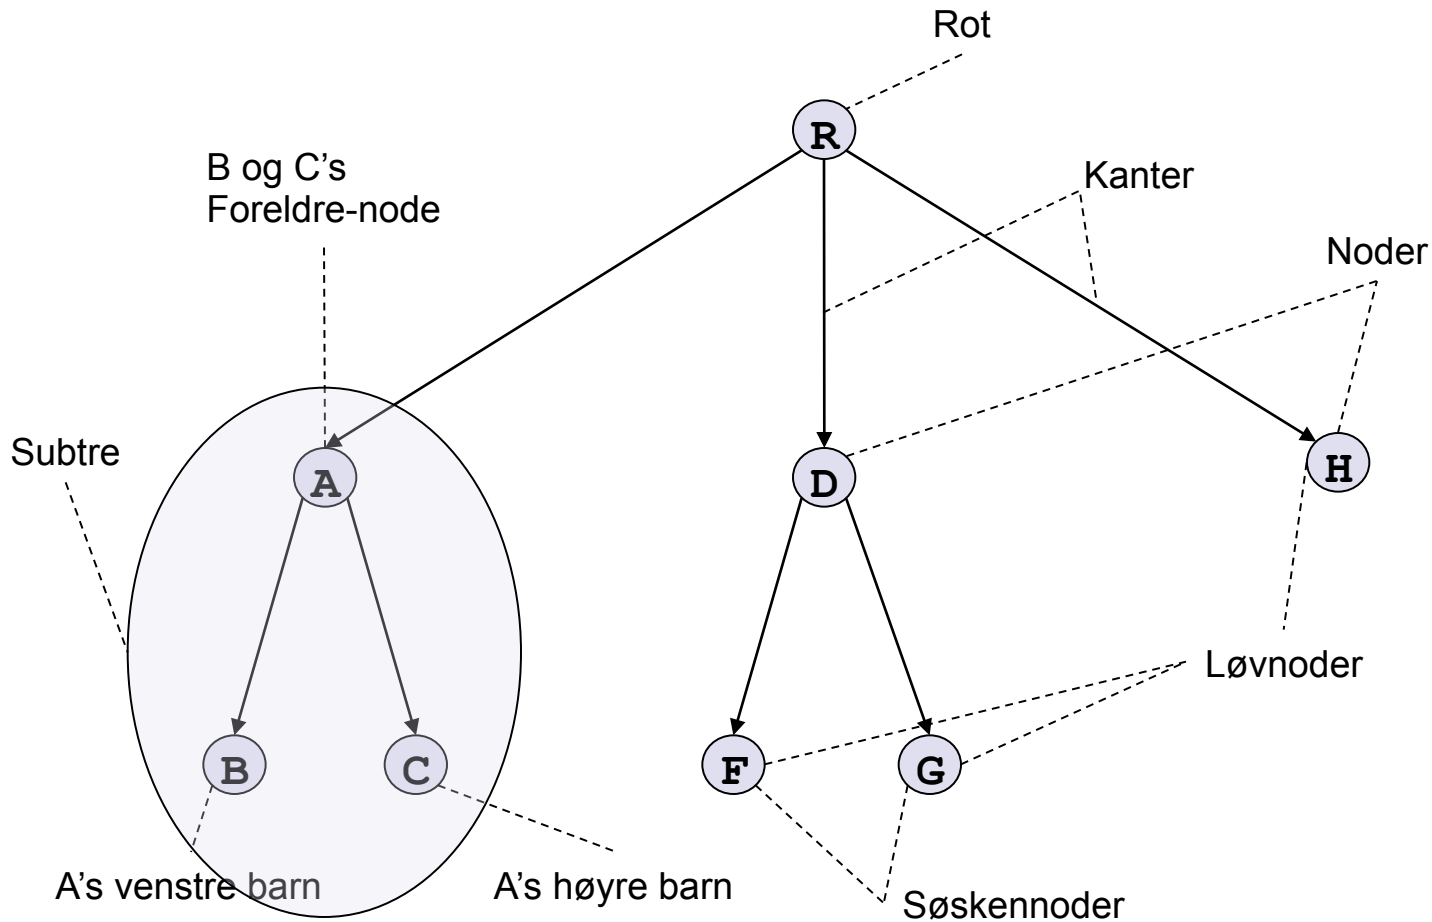 Rot
R
B og C’s
Foreldre-node
Kanter
Noder
Subtre
A
D
H
Løvnoder
B
C
F
G
A’s venstre barn
A’s høyre barn
Søskennoder